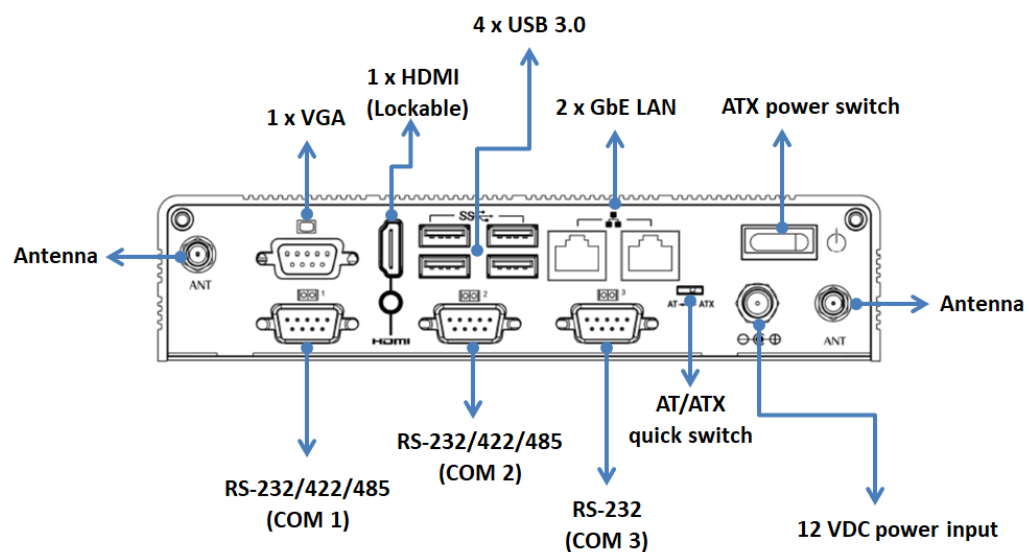 4 x USB 3.0
1 x HDMI
(Lockable)
1 x VGA
2 x GbE LAN
ATX power switch
SS
Antenna
ANT
1
2
3
AT
ATX
Antenna
HDMI
ANT
AT/ATX
quick switch
RS-232/422/485
(COM 2)
RS-232/422/485
(COM 1)
RS-232
(COM 3)
12 VDC power input